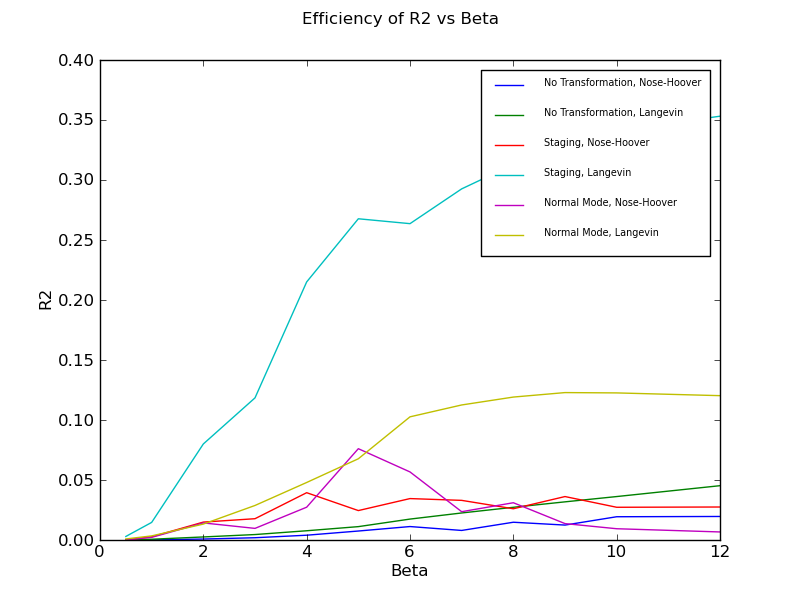 Efficiency of R2 vs Beta
0.40
0.35
0.30
0.25
0.20
0.15
0.10
0.05
0.00
R2
No Transformation, Nose-Hoover
No Transformation, Langevin
Staging, Nose-Hoover
Staging, Langevin
Normal Mode, Nose-Hoover
Normal Mode, Langevin
0 2 4 6 8 10 12
Beta